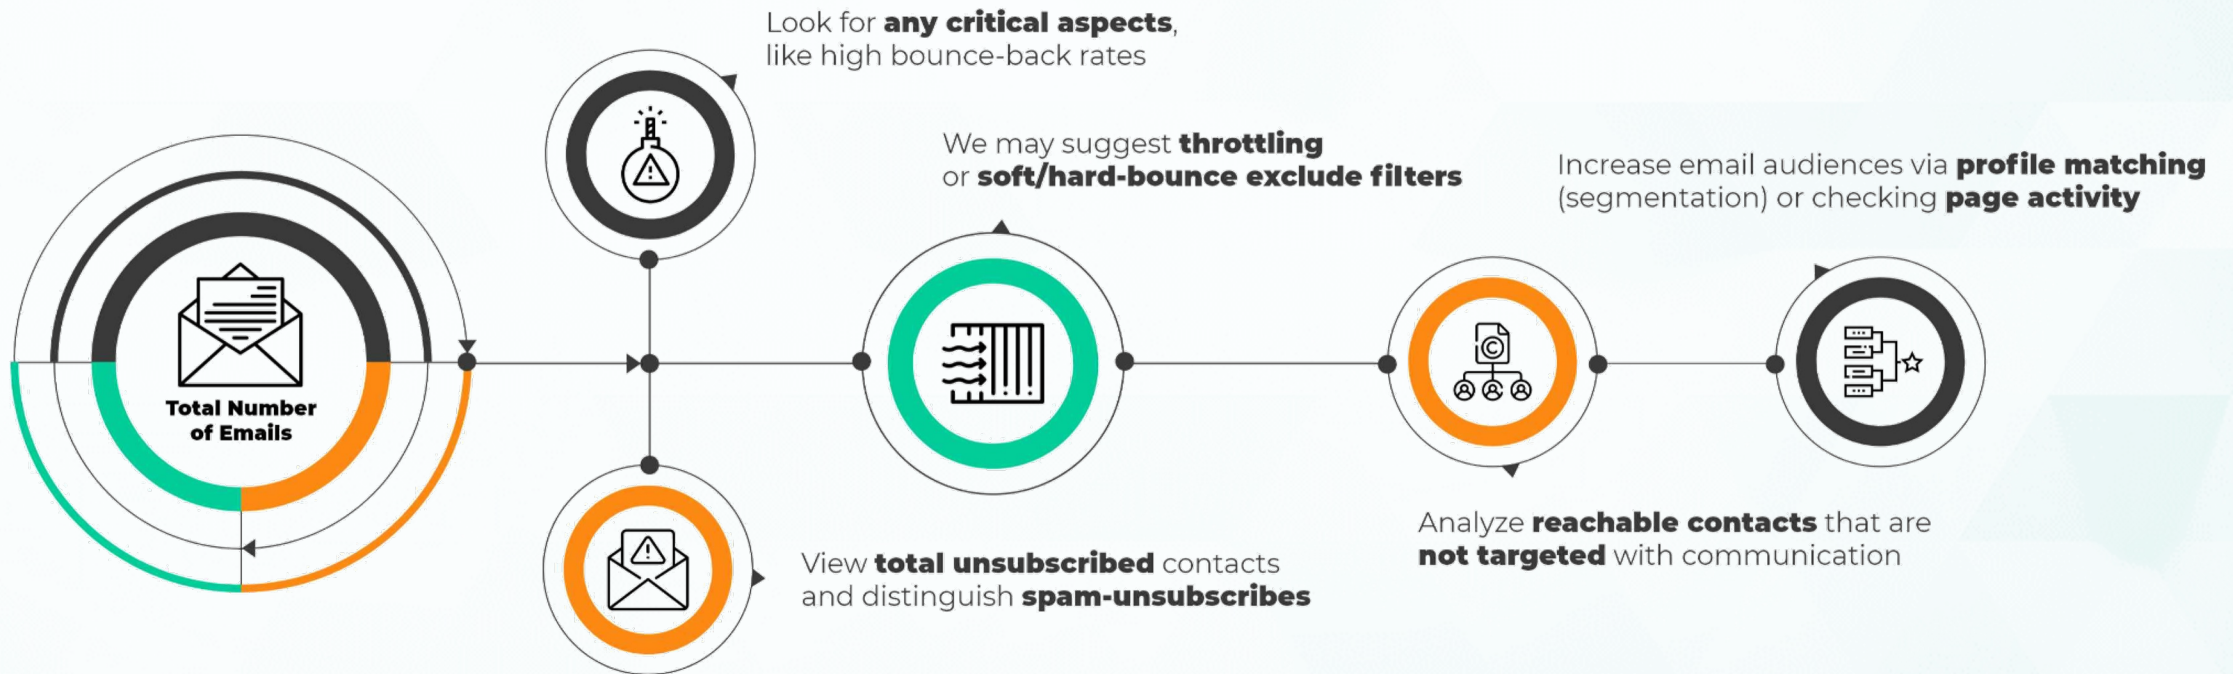 Look for any critical aspects,
like high bounce-back rates
We may suggest throttling
or soft/hard-bounce exclude filters
Increase email audiences via profile matching
(segmentation) or checking page activity
Total Number
of Emails
View total unsubscribed contacts
and distinguish spam-unsubscribes
Analyze reachable contacts that are
not targeted with communication